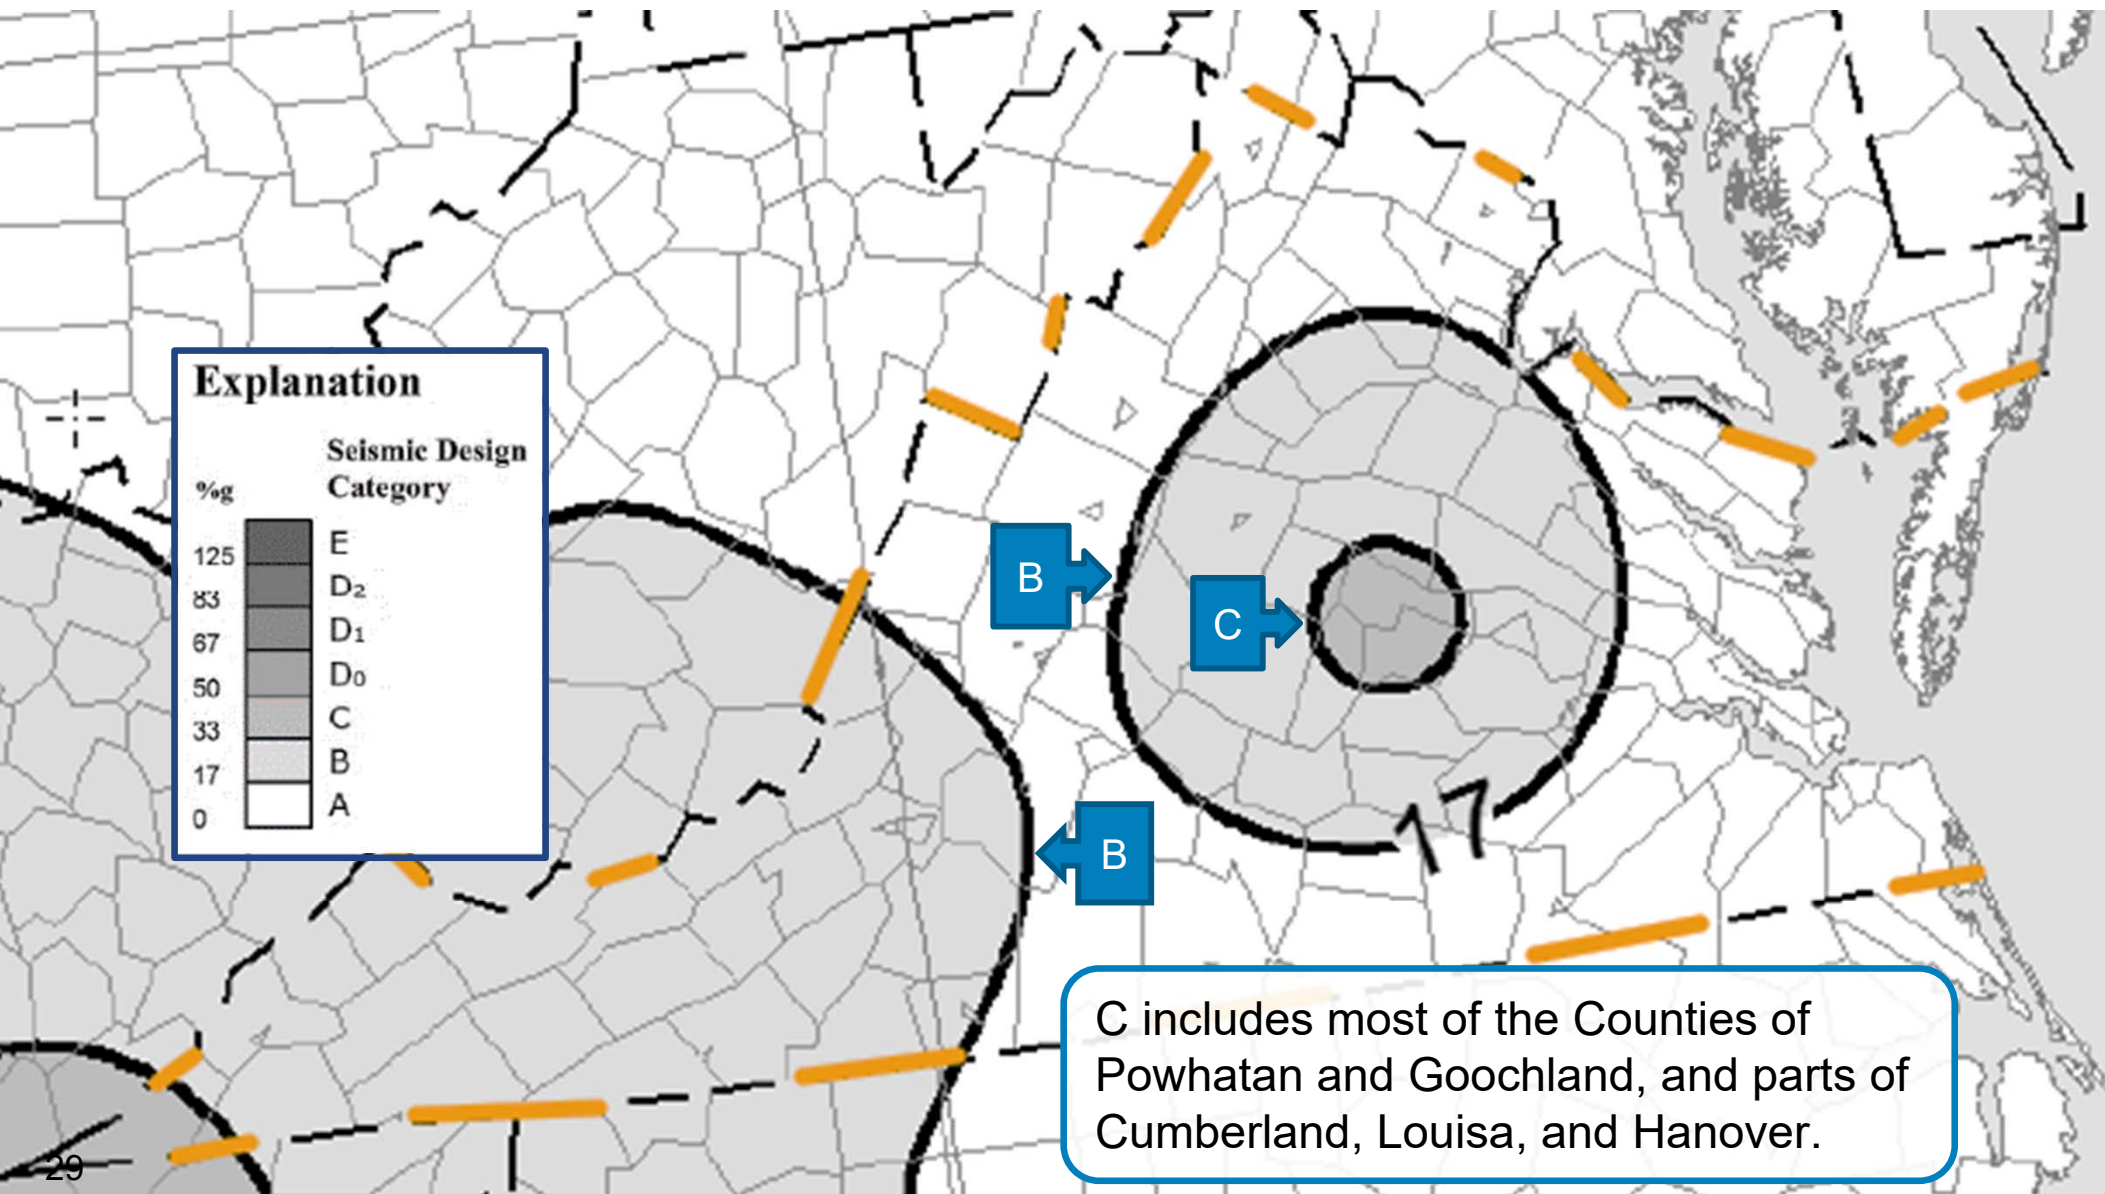 Explanation
Seismic Design
Category
%g
E
125
D₂
83
D₁
67
D₀
50
C
33
B
17
A
0
B
C
B
17
C includes most of the Counties of
Powhatan and Goochland, and parts of
Cumberland, Louisa, and Hanover.
29